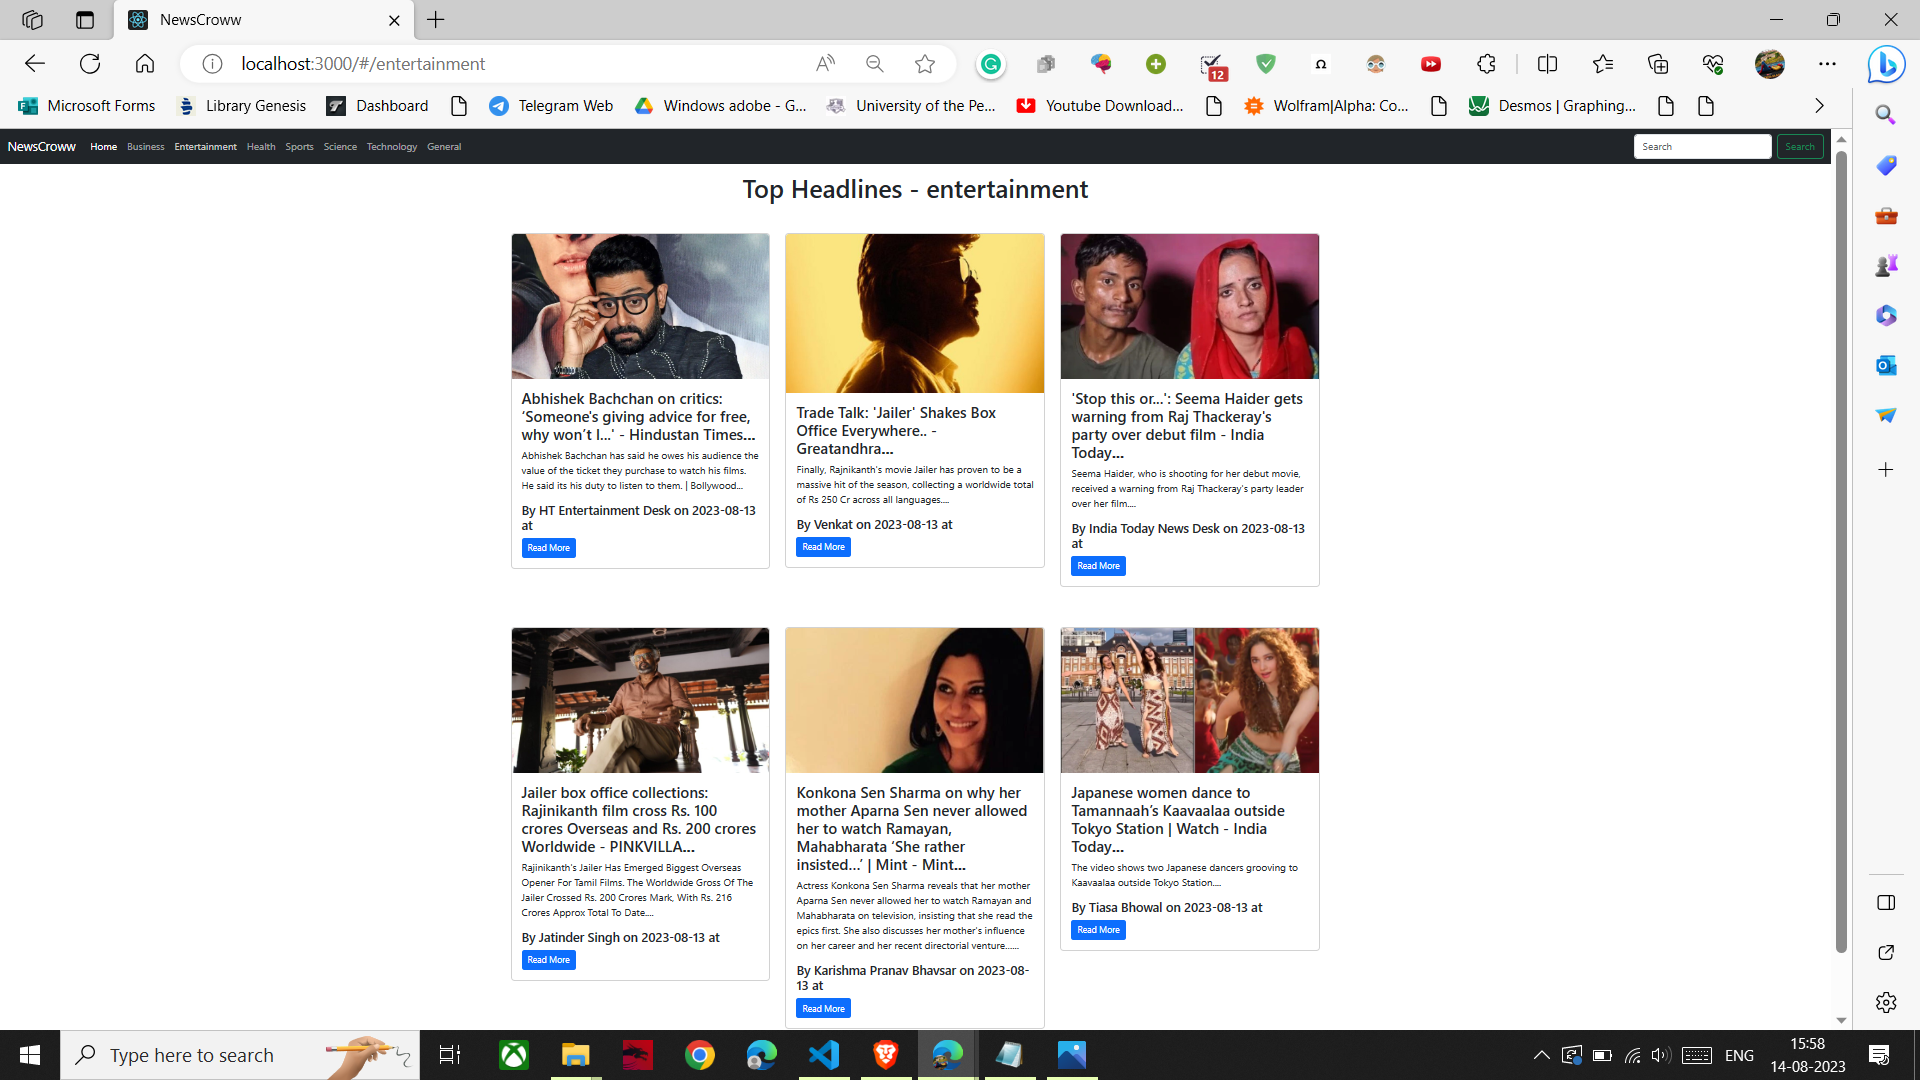 NewsCroww
localhost:3000/#/entertainment
12
Microsoft Forms
Library Genesis
Dashboard
Telegram Web
Windows adobe - G...
University of the Pe...
Youtube Download...
Wolfram|Alpha: Co...
Desmos | Graphing...
NewsCroww Home Business Entertainment Health Sports Science Technology General Search Search
Top Headlines - entertainment
Abhishek Bachchan on critics:
‘Someone's giving advice for free,
why won’t I...' - Hindustan Times...
Abhishek Bachchan has said he owes his audience the
value of the ticket they purchase to watch his films.
He said its his duty to listen to them. | Bollywood...
By HT Entertainment Desk on 2023-08-13
at
Read More
Trade Talk: 'Jailer' Shakes Box
Office Everywhere.. -
Greatandhra...
Finally, Rajnikanth's movie Jailer has proven to be a
massive hit of the season, collecting a worldwide total
of Rs 250 Cr across all languages....
By Venkat on 2023-08-13 at
Read More
'Stop this or...': Seema Haider gets
warning from Raj Thackeray's
party over debut film - India
Today...
Seema Haider, who is shooting for her debut movie,
received a warning from Raj Thackeray's party leader
over her film....
By India Today News Desk on 2023-08-13
at
Read More
Jailer box office collections:
Rajinikanth film cross Rs. 100
crores Overseas and Rs. 200 crores
Worldwide - PINKVILLA...
Rajinikanth's Jailer Has Emerged Biggest Overseas
Opener For Tamil Films. The Worldwide Gross Of The
Jailer Crossed Rs. 200 Crores Mark, With Rs. 216
Crores Approx Total To Date....
By Jatinder Singh on 2023-08-13 at
Read More
Konkona Sen Sharma on why her
mother Aparna Sen never allowed
her to watch Ramayan,
Mahabharata ‘She rather
insisted...’ | Mint - Mint...
Actress Konkona Sen Sharma reveals that her mother
Aparna Sen never allowed her to watch Ramayan and
Mahabharata on television, insisting that she read the
epics first. She also discusses her mother's influence
on her career and her recent directorial venture......
By Karishma Pranav Bhavsar on 2023-08-
13 at
Read More
Japanese women dance to
Tamannaah’s Kaavaalaa outside
Tokyo Station | Watch - India
Today...
The video shows two Japanese dancers grooving to
Kaavaalaa outside Tokyo Station....
By Tiasa Bhowal on 2023-08-13 at
Read More
Type here to search
ENG
15:58
14-08-2023